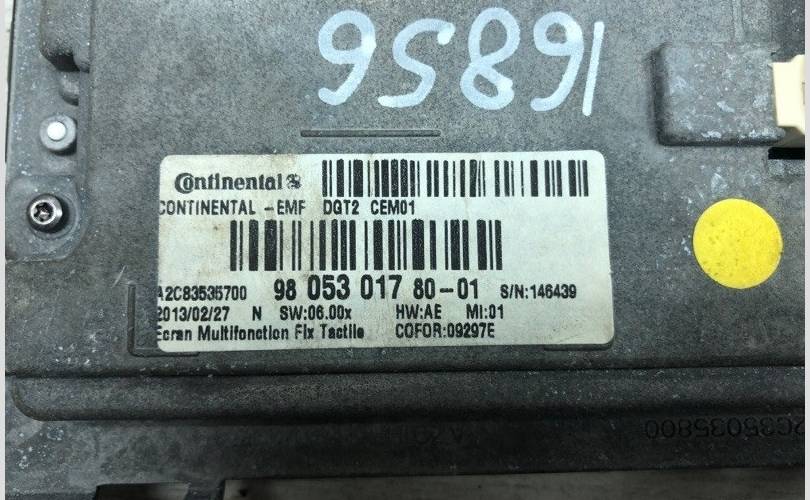 16856
Continental
CONTINENTAL -EMF DGT2 CEM01
A2C83535700 98 053 017 80-01 S/N:146439
2013/02/27 N SW:06.00x HW:AE MI:01
Ecran Multifonction Fix Tactile COFOR:09297E